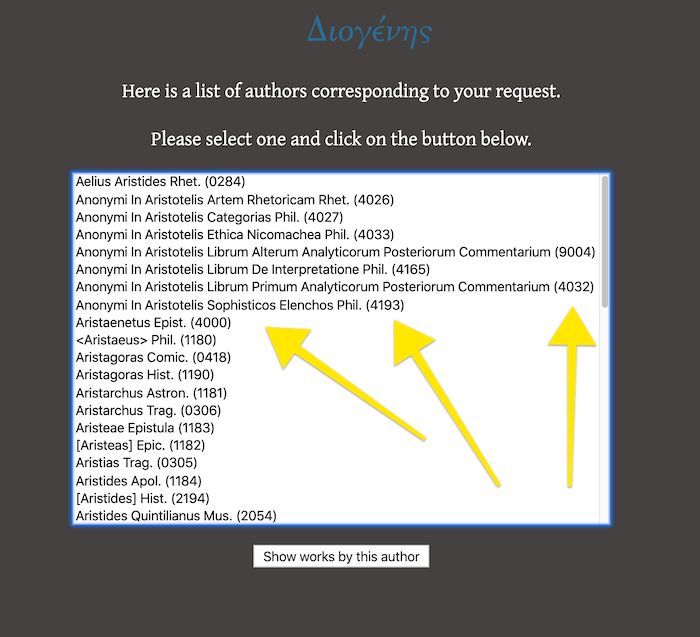 Διογένης
Here is a list of authors corresponding to your request.
Please select one and click on the button below.
Aelius Aristides Rhet. (0284)
Anonymi In Aristotelis Artem Rhetoricam Rhet. (4026)
Anonymi In Aristotelis Categorias Phil. (4027)
Anonymi In Aristotelis Ethica Nicomachea Phil. (4033)
Anonymi In Aristotelis Librum Alterum Analyticorum Posteriorum Commentarium (9004)
Anonymi In Aristotelis Librum De Interpretatione Phil. (4165)
Anonymi In Aristotelis Librum Primum Analyticorum Posteriorum Commentarium (4032)
Anonymi In Aristotelis Sophisticos Elenchos Phil. (4193)
Aristaenetus Epist. (4000)
<Aristaeus> Phil. (1180)
Aristagoras Comic. (0418)
Aristagoras Hist. (1190)
Aristarchus Astron. (1181)
Aristarchus Trag. (0306)
Aristeae Epistula (1183)
[Aristeas] Epic. (1182)
Aristias Trag. (0305)
Aristides Apol. (1184)
[Aristides] Hist. (2194)
Aristides Quintilianus Mus. (2054)
Show works by this author